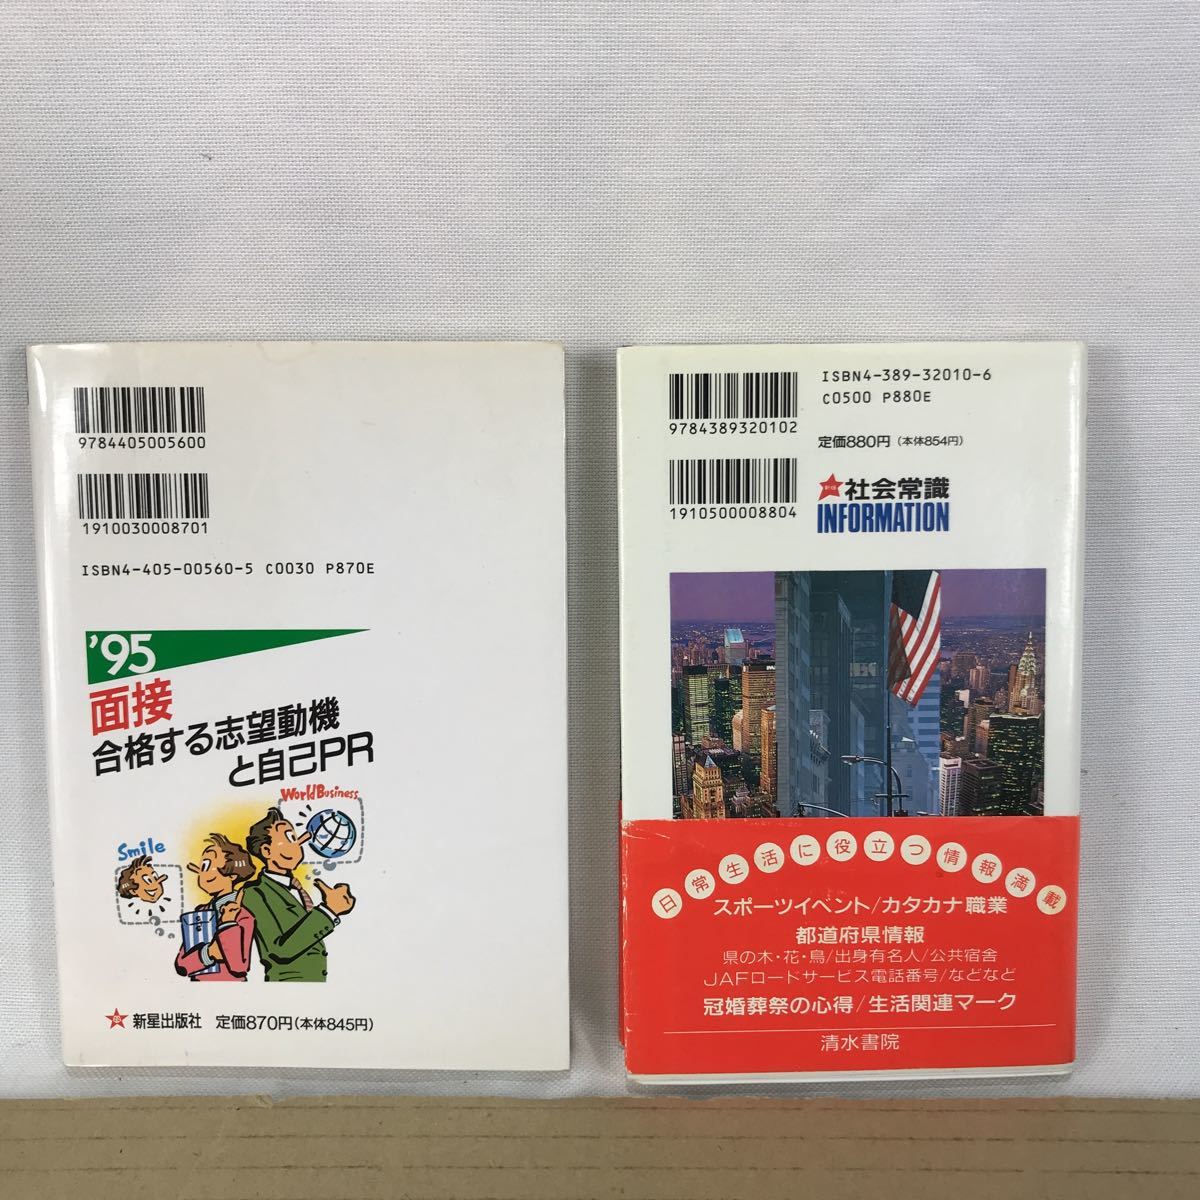 9784405005600
1910030008701
ISBN4-405-00560-5 C0030 P870E
'95
面接
合格する志望動機
と自己PR
World Business
Smile
新星出版社 定価870円(本体845円)
ISBN4-389-32010-6
C0500 P880E
9784389320102
定価880円(本体854円)
1910500008804
社会常識
INFORMATION
日常生活に役立つ情報満載
スポーツイベント/カタカナ職業
都道府県情報
県の木・花・鳥/出身有名人/公共宿舎
JAFロードサービス電話番号/などなど
冠婚葬祭の心得/生活関連マーク
清水書院